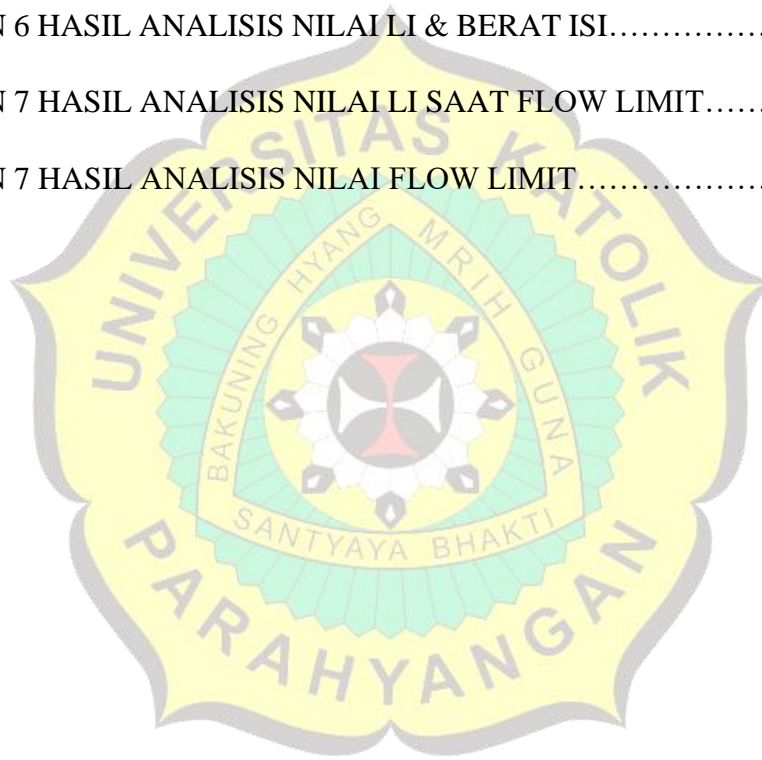 N 6 HASIL ANALISIS NILAI LI & BERAT ISI………………
N 7 HASIL ANALISIS NILAI LI SAAT FLOW LIMIT……..
N 7 HASIL ANALISIS NILAI FLOW LIMIT…………………
UNIVERSITAS KATOLIK
PARAHYANGAN
BAKUNING HYANG MRIH GUNA
SANTYAYA BHAKTI